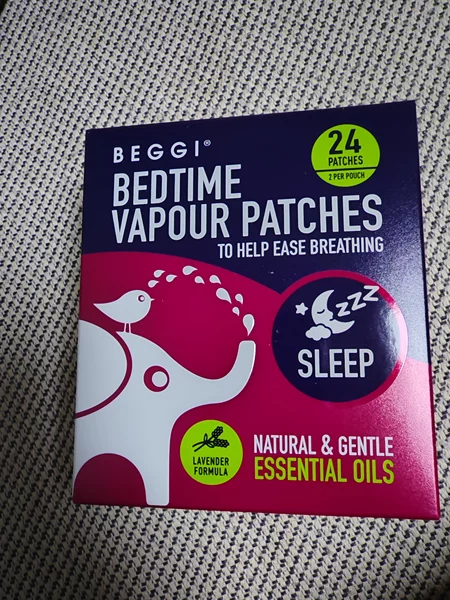 BEGGI®
24
PATCHES
2 PER POUCH
BEDTIME
VAPOUR PATCHES
TO HELP EASE BREATHING
ZZZ
SLEEP
LAVENDER
FORMULA
NATURAL & GENTLE
ESSENTIAL OILS